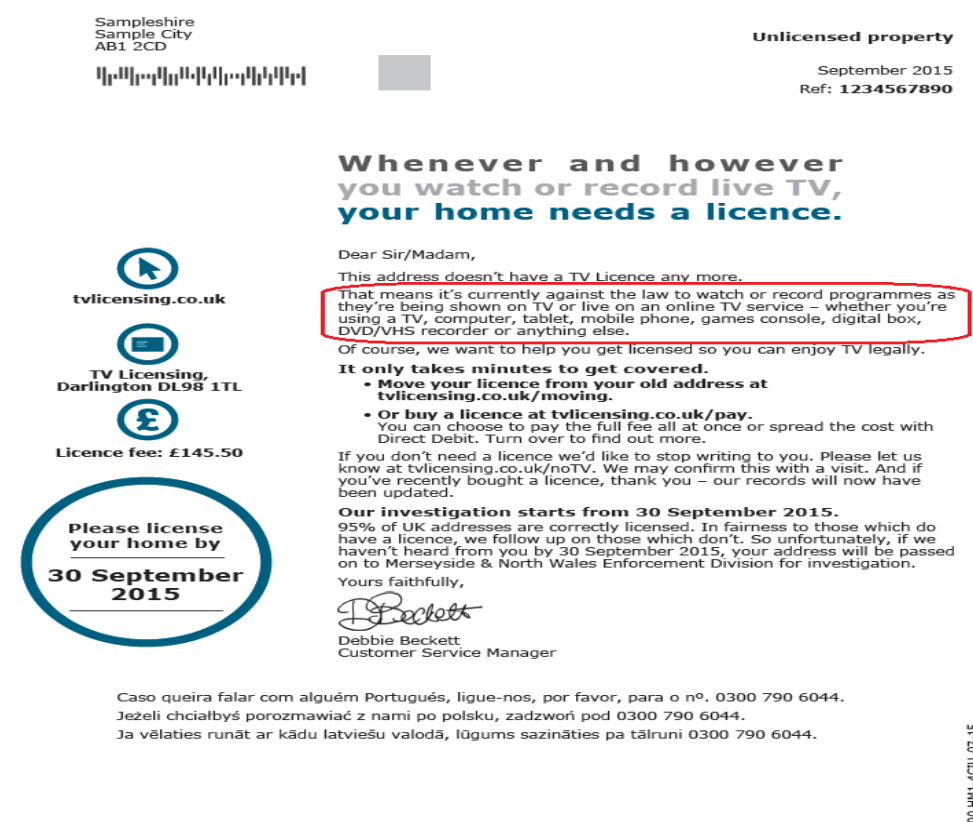 Sampleshire
Sample City
AB1 2CD
Unlicensed property
September 2015
Ref: 1234567890
Whenever and however
you watch or record live TV,
your home needs a licence.
tvlicensing.co.uk
TV Licensing,
Darlington DL98 1TL
£
Licence fee: £145.50
Please license
your home by
30 September
2015
Dear Sir/Madam,
This address doesn't have a TV Licence any more.
That means it's currently against the law to watch or record programmes as
they're being shown on TV or live on an online TV service – whether you're
using a TV, computer, tablet, mobile phone, games console, digital box,
DVD/VHS recorder or anything else.
Of course, we want to help you get licensed so you can enjoy TV legally.
It only takes minutes to get covered.
• Move your licence from your old address at
tvlicensing.co.uk/moving.
• Or buy a licence at tvlicensing.co.uk/pay.
You can choose to pay the full fee all at once or spread the cost with
Direct Debit. Turn over to find out more.
If you don't need a licence we'd like to stop writing to you. Please let us
know at tvlicensing.co.uk/noTV. We may confirm this with a visit. And if
you've recently bought a licence, thank you – our records will now have
been updated.
Our investigation starts from 30 September 2015.
95% of UK addresses are correctly licensed. In fairness to those which do
have a licence, we follow up on those which don't. So unfortunately, if we
haven't heard from you by 30 September 2015, your address will be passed
on to Merseyside & North Wales Enforcement Division for investigation.
Yours faithfully,
DBeckett
Debbie Beckett
Customer Service Manager
Caso queira falar com alguém Portugués, ligue-nos, por favor, para o nº. 0300 790 6044.
Jeżeli chciałbyś porozmawiać z nami po polsku, zadzwoń pod 0300 790 6044.
Ja vēlaties runāt ar kādu latviešu valodā, lūgums sazināties pa tālruni 0300 790 6044.